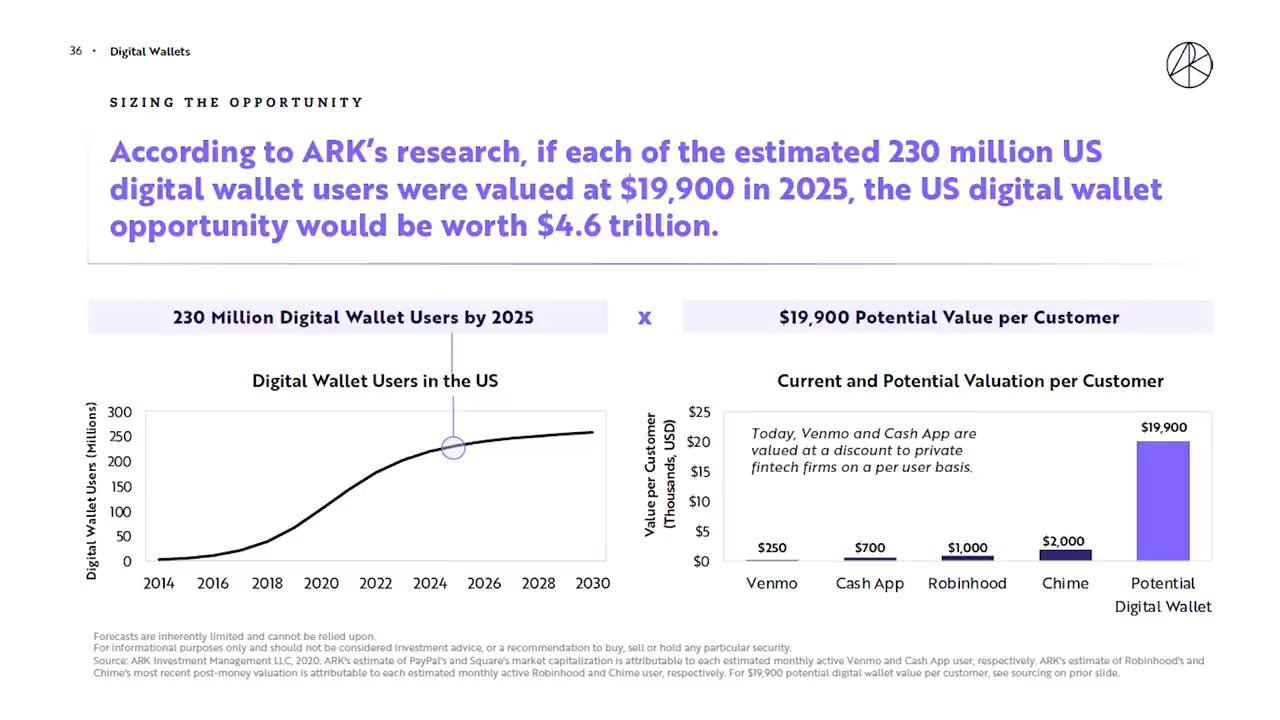 36 • Digital Wallets
SIZING THE OPPORTUNITY
According to ARK’s research, if each of the estimated 230 million US
digital wallet users were valued at $19,900 in 2025, the US digital wallet
opportunity would be worth $4.6 trillion.
230 Million Digital Wallet Users by 2025
x
$19,900 Potential Value per Customer
Digital Wallet Users in the US
Digital Wallet Users (Millions)
300
250
200
150
100
50
0
2014 2016 2018 2020 2022 2024 2026 2028 2030
Current and Potential Valuation per Customer
Value per Customer
(Thousands, USD)
$25
$20
$15
$10
$5
$0
Today, Venmo and Cash App are
valued at a discount to private
fintech firms on a per user basis.
$250 $700 $1,000 $2,000 $19,900
Venmo Cash App Robinhood Chime Potential
Digital Wallet
Forecasts are inherently limited and cannot be relied upon.
For informational purposes only and should not be considered investment advice, or a recommendation to buy, sell or hold any particular security.
Source: ARK Investment Management LLC, 2020. ARK's estimate of PayPal's and Square's market capitalization is attributable to each estimated monthly active Venmo and Cash App user, respectively. ARK's estimate of Robinhood's and
Chime's most recent post-money valuation is attributable to each estimated monthly active Robinhood and Chime user, respectively. For $19,900 potential digital wallet value per customer, see sourcing on prior slide.